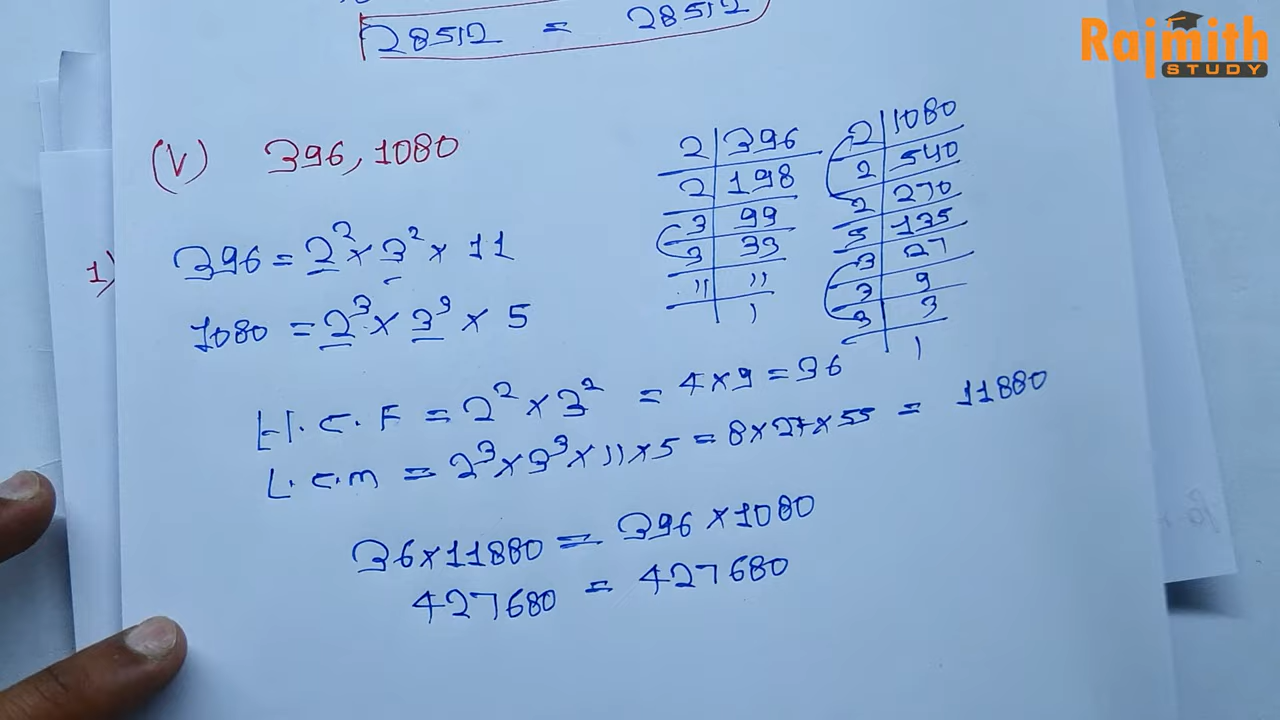 28512 = 28512
Rajmith
STUDY
(V) 396, 1080
2 | 396
2 | 198
3 | 99
3 | 33
11 | 11
1
2 | 1080
2 | 540
2 | 270
5 | 135
3 | 27
3 | 9
3 | 3
1
1)
396 = 2² × 3² × 11
1080 = 2³ × 3³ × 5
H.C.F = 2² × 3² = 4×9 = 36
L.C.M = 2³ × 3³ × 11 × 5 = 8×27×55 = 11880
36×11880 = 396×1080
427680 = 427680